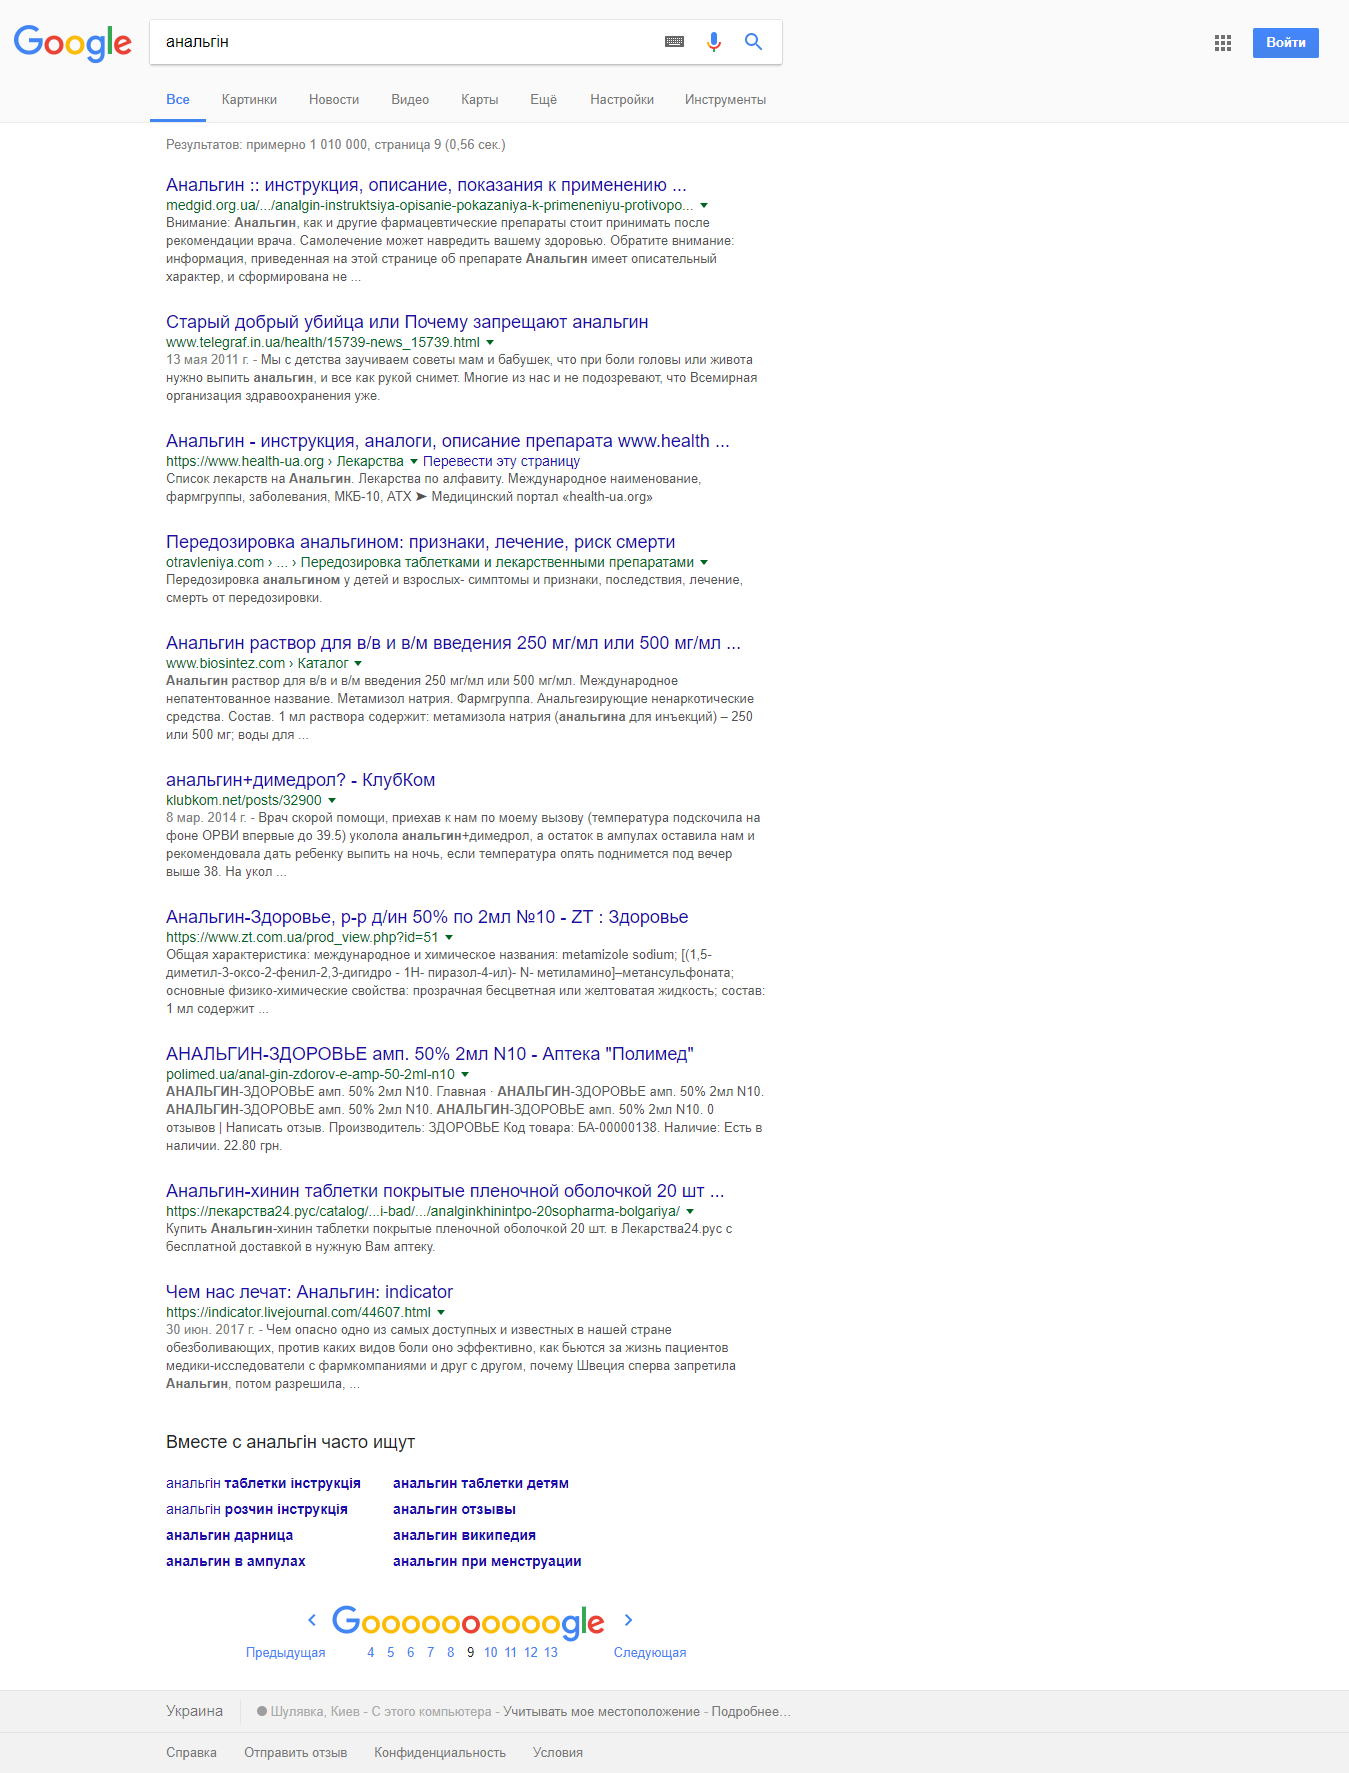 Google
анальгін
Войти
Все Картинки Новости Видео Карты Ещё Настройки Инструменты
Результатов: примерно 1 010 000, страница 9 (0,56 сек.)
Анальгин :: инструкция, описание, показания к применению ...
medgid.org.ua/.../analgin-instruktsiya-opisanie-pokazaniya-k-primeneniyu-protivopo...
Внимание: Анальгин, как и другие фармацевтические препараты стоит принимать после
рекомендации врача. Самолечение может навредить вашему здоровью. Обратите внимание:
информация, приведенная на этой странице об препарате Анальгин имеет описательный
характер, и сформирована не ...
Старый добрый убийца или Почему запрещают анальгин
www.telegraf.in.ua/health/15739-news_15739.html
13 мая 2011 г. - Мы с детства заучиваем советы мам и бабушек, что при боли головы или живота
нужно выпить анальгин, и все как рукой снимет. Многие из нас и не подозревают, что Всемирная
организация здравоохранения уже.
Анальгин - инструкция, аналоги, описание препарата www.health ...
https://www.health-ua.org › Лекарства Перевести эту страницу
Список лекарств на Анальгин. Лекарства по алфавиту. Международное наименование,
фармгруппы, заболевания, МКБ-10, АТХ ➤ Медицинский портал «health-ua.org»
Передозировка анальгином: признаки, лечение, риск смерти
otravleniya.com › ... › Передозировка таблетками и лекарственными препаратами
Передозировка анальгином у детей и взрослых- симптомы и признаки, последствия, лечение,
смерть от передозировки.
Анальгин раствор для в/в и в/м введения 250 мг/мл или 500 мг/мл ...
www.biosintez.com › Каталог
Анальгин раствор для в/в и в/м введения 250 мг/мл или 500 мг/мл. Международное
непатентованное название. Метамизол натрия. Фармгруппа. Анальгезирующие ненаркотические
средства. Состав. 1 мл раствора содержит: метамизола натрия (анальгина для инъекций) – 250
или 500 мг; воды для ...
анальгин+димедрол? - КлубКом
klubkom.net/posts/32900
8 мар. 2014 г. - Врач скорой помощи, приехав к нам по моему вызову (температура подскочила на
фоне ОРВИ впервые до 39.5) уколола анальгин+димедрол, а остаток в ампулах оставила нам и
рекомендовала дать ребенку выпить на ночь, если температура опять поднимется под вечер
выше 38. На укол ...
Анальгин-Здоровье, р-р д/ин 50% по 2мл №10 - ZT : Здоровье
https://www.zt.com.ua/prod_view.php?id=51
Общая характеристика: международное и химическое названия: metamizole sodium; [(1,5-
диметил-3-оксо-2-фенил-2,3-дигидро - 1Н- пиразол-4-ил)- N- метиламино]–метансульфоната;
основные физико-химические свойства: прозрачная бесцветная или желтоватая жидкость; состав:
1 мл содержит ...
АНАЛЬГИН-ЗДОРОВЬЕ амп. 50% 2мл N10 - Аптека "Полимед"
polimed.ua/anal-gin-zdorov-e-amp-50-2ml-n10
АНАЛЬГИН-ЗДОРОВЬЕ амп. 50% 2мл N10. Главная · АНАЛЬГИН-ЗДОРОВЬЕ амп. 50% 2мл N10.
АНАЛЬГИН-ЗДОРОВЬЕ амп. 50% 2мл N10. АНАЛЬГИН-ЗДОРОВЬЕ амп. 50% 2мл N10. 0
отзывов | Написать отзыв. Производитель: ЗДОРОВЬЕ Код товара: БА-00000138. Наличие: Есть в
наличии. 22.80 грн.
Анальгин-хинин таблетки покрытые пленочной оболочкой 20 шт ...
https://лекарства24.рус/catalog/...i-bad/.../analginkhinintpo-20sopharma-bolgariya/
Купить Анальгин-хинин таблетки покрытые пленочной оболочкой 20 шт. в Лекарства24.рус с
бесплатной доставкой в нужную Вам аптеку.
Чем нас лечат: Анальгин: indicator
https://indicator.livejournal.com/44607.html
30 июн. 2017 г. - Чем опасно одно из самых доступных и известных в нашей стране
обезболивающих, против каких видов боли оно эффективно, как бьются за жизнь пациентов
медики-исследователи с фармкомпаниями и друг с другом, почему Швеция сперва запретила
Анальгин, потом разрешила, ...
Вместе с анальгін часто ищут
анальгін таблетки інструкція анальгин таблетки детям
анальгін розчин інструкція анальгин отзывы
анальгин дарница анальгин википедия
анальгин в ампулах анальгин при менструации
Goooooooooogle
Предыдущая 4 5 6 7 8 9 10 11 12 13 Следующая
Украина Шулявка, Киев - С этого компьютера - Учитывать мое местоположение - Подробнее…
Справка Отправить отзыв Конфиденциальность Условия